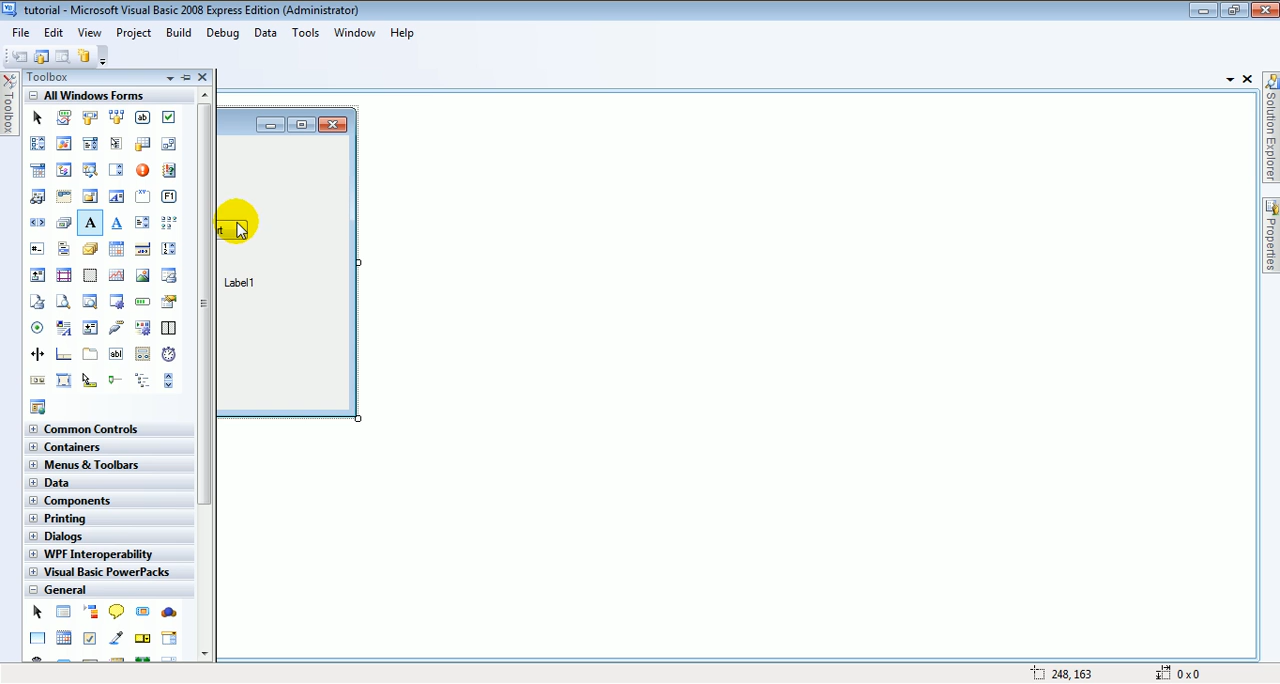 tutorial - Microsoft Visual Basic 2008 Express Edition (Administrator)
File Edit View Project Build Debug Data Tools Window Help
Toolbox
Toolbox
All Windows Forms
rt
Label1
Common Controls
Containers
Menus & Toolbars
Data
Components
Printing
Dialogs
WPF Interoperability
Visual Basic PowerPacks
General
Solution Explorer
Properties
248, 163
0 x 0